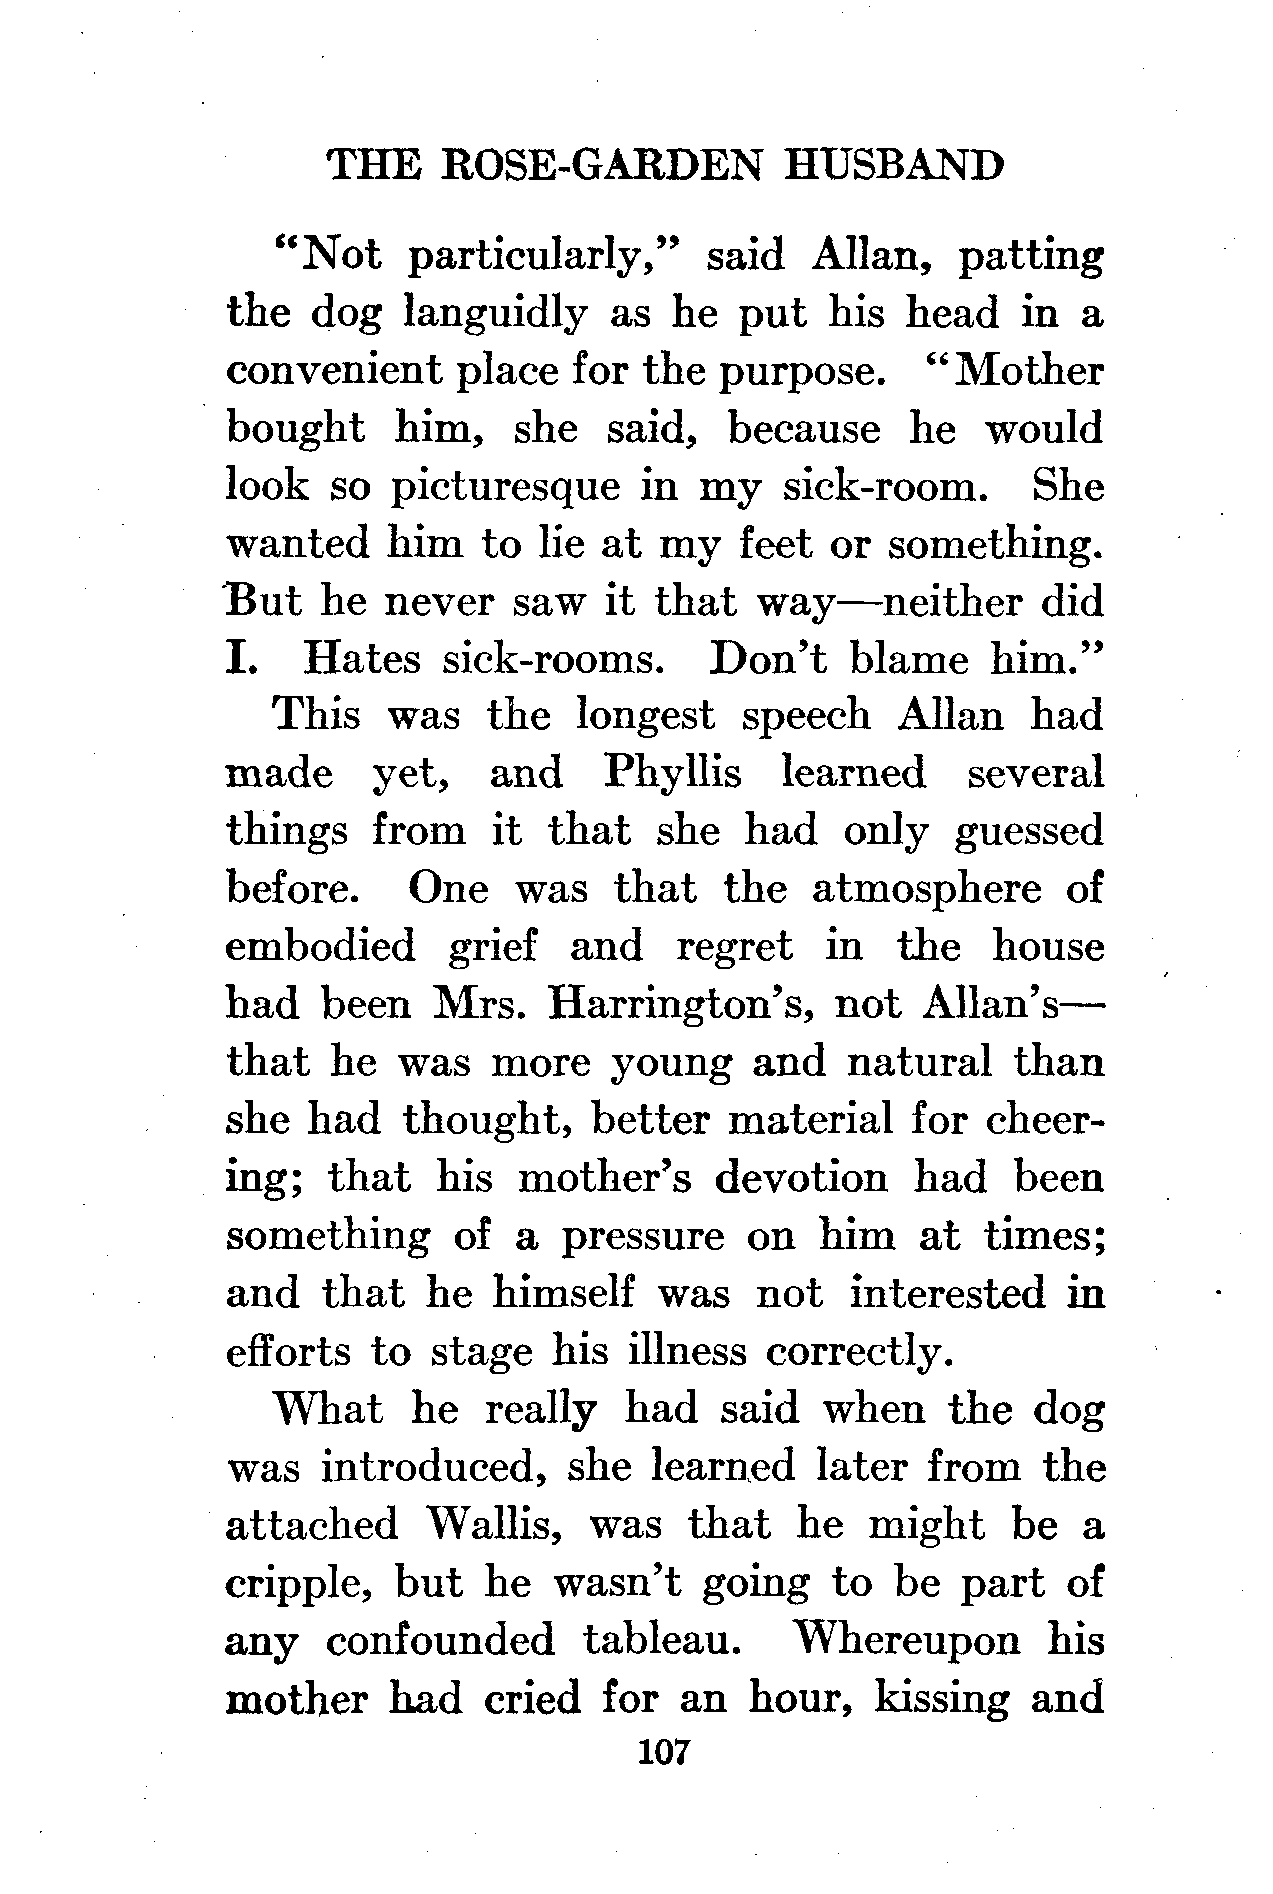 THE ROSE-GARDEN HUSBAND
“Not particularly,” said Allan, patting
the dog languidly as he put his head in a
convenient place for the purpose. “Mother
bought him, she said, because he would
look so picturesque in my sick-room. She
wanted him to lie at my feet or something.
But he never saw it that way—neither did
I. Hates sick-rooms. Don’t blame him.”
This was the longest speech Allan had
made yet, and Phyllis learned several
things from it that she had only guessed
before. One was that the atmosphere of
embodied grief and regret in the house
had been Mrs. Harrington’s, not Allan’s—
that he was more young and natural than
she had thought, better material for cheer-
ing; that his mother’s devotion had been
something of a pressure on him at times;
and that he himself was not interested in
efforts to stage his illness correctly.
What he really had said when the dog
was introduced, she learned later from the
attached Wallis, was that he might be a
cripple, but he wasn’t going to be part of
any confounded tableau. Whereupon his
mother had cried for an hour, kissing and
107